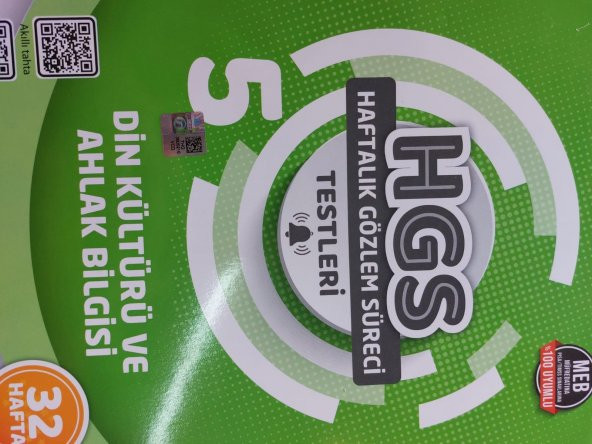 MEB
MÜFREDATINA
%100 UYUMLU
HGS
HAFTALIK GÖZLEM SÜRECİ
TESTLERİ
5
DİN KÜLTÜRÜ VE
AHLAK BİLGİSİ
Akıllı tahta
32
HAFTA